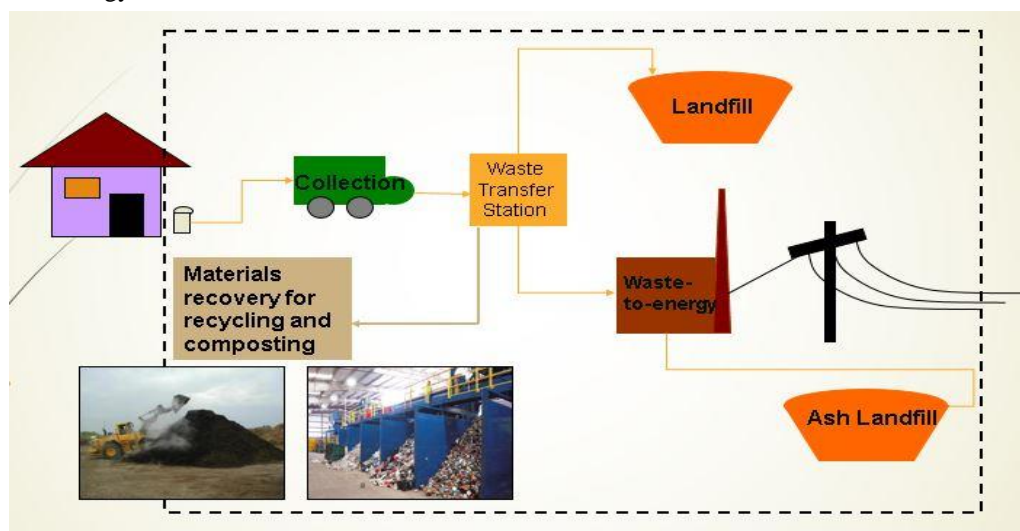 Landfill
Collection
Waste
Transfer
Station
Materials
recovery for
recycling and
composting
Waste-
to-energy
Ash Landfill